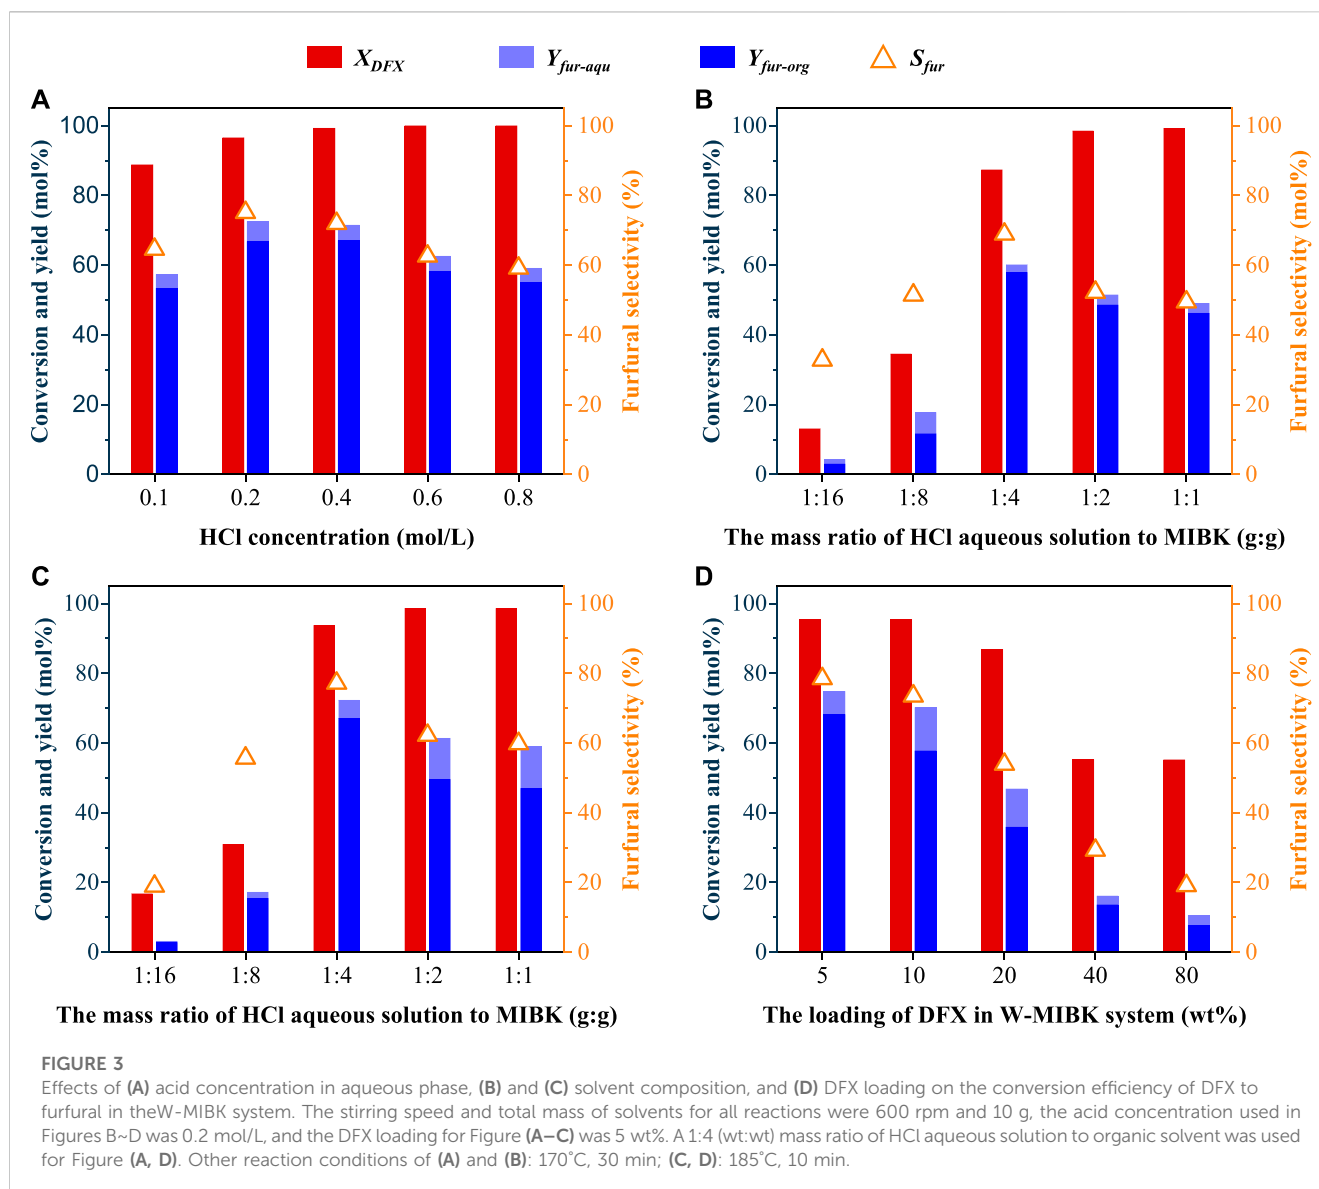 X_DFX Y_fur-aqu Y_fur-org S_fur
A
100
80
60
40
20
0
Conversion and yield (mol%)
100
80
60
40
20
0
Furfural selectivity (%)
0.1 0.2 0.4 0.6 0.8
HCl concentration (mol/L)
B
100
80
60
40
20
0
Conversion and yield (mol%)
100
80
60
40
20
0
Furfural selectivity (mol%)
1:16 1:8 1:4 1:2 1:1
The mass ratio of HCl aqueous solution to MIBK (g:g)
C
100
80
60
40
20
0
Conversion and yield (mol%)
100
80
60
40
20
0
Furfural selectivity (%)
1:16 1:8 1:4 1:2 1:1
The mass ratio of HCl aqueous solution to MIBK (g:g)
D
100
80
60
40
20
0
Conversion and yield (mol%)
100
80
60
40
20
0
Furfural selectivity (%)
5 10 20 40 80
The loading of DFX in W-MIBK system (wt%)
FIGURE 3
Effects of (A) acid concentration in aqueous phase, (B) and (C) solvent composition, and (D) DFX loading on the conversion efficiency of DFX to
furfural in theW-MIBK system. The stirring speed and total mass of solvents for all reactions were 600 rpm and 10 g, the acid concentration used in
Figures B~D was 0.2 mol/L, and the DFX loading for Figure (A–C) was 5 wt%. A 1:4 (wt:wt) mass ratio of HCl aqueous solution to organic solvent was used
for Figure (A, D). Other reaction conditions of (A) and (B): 170°C, 30 min; (C, D): 185°C, 10 min.